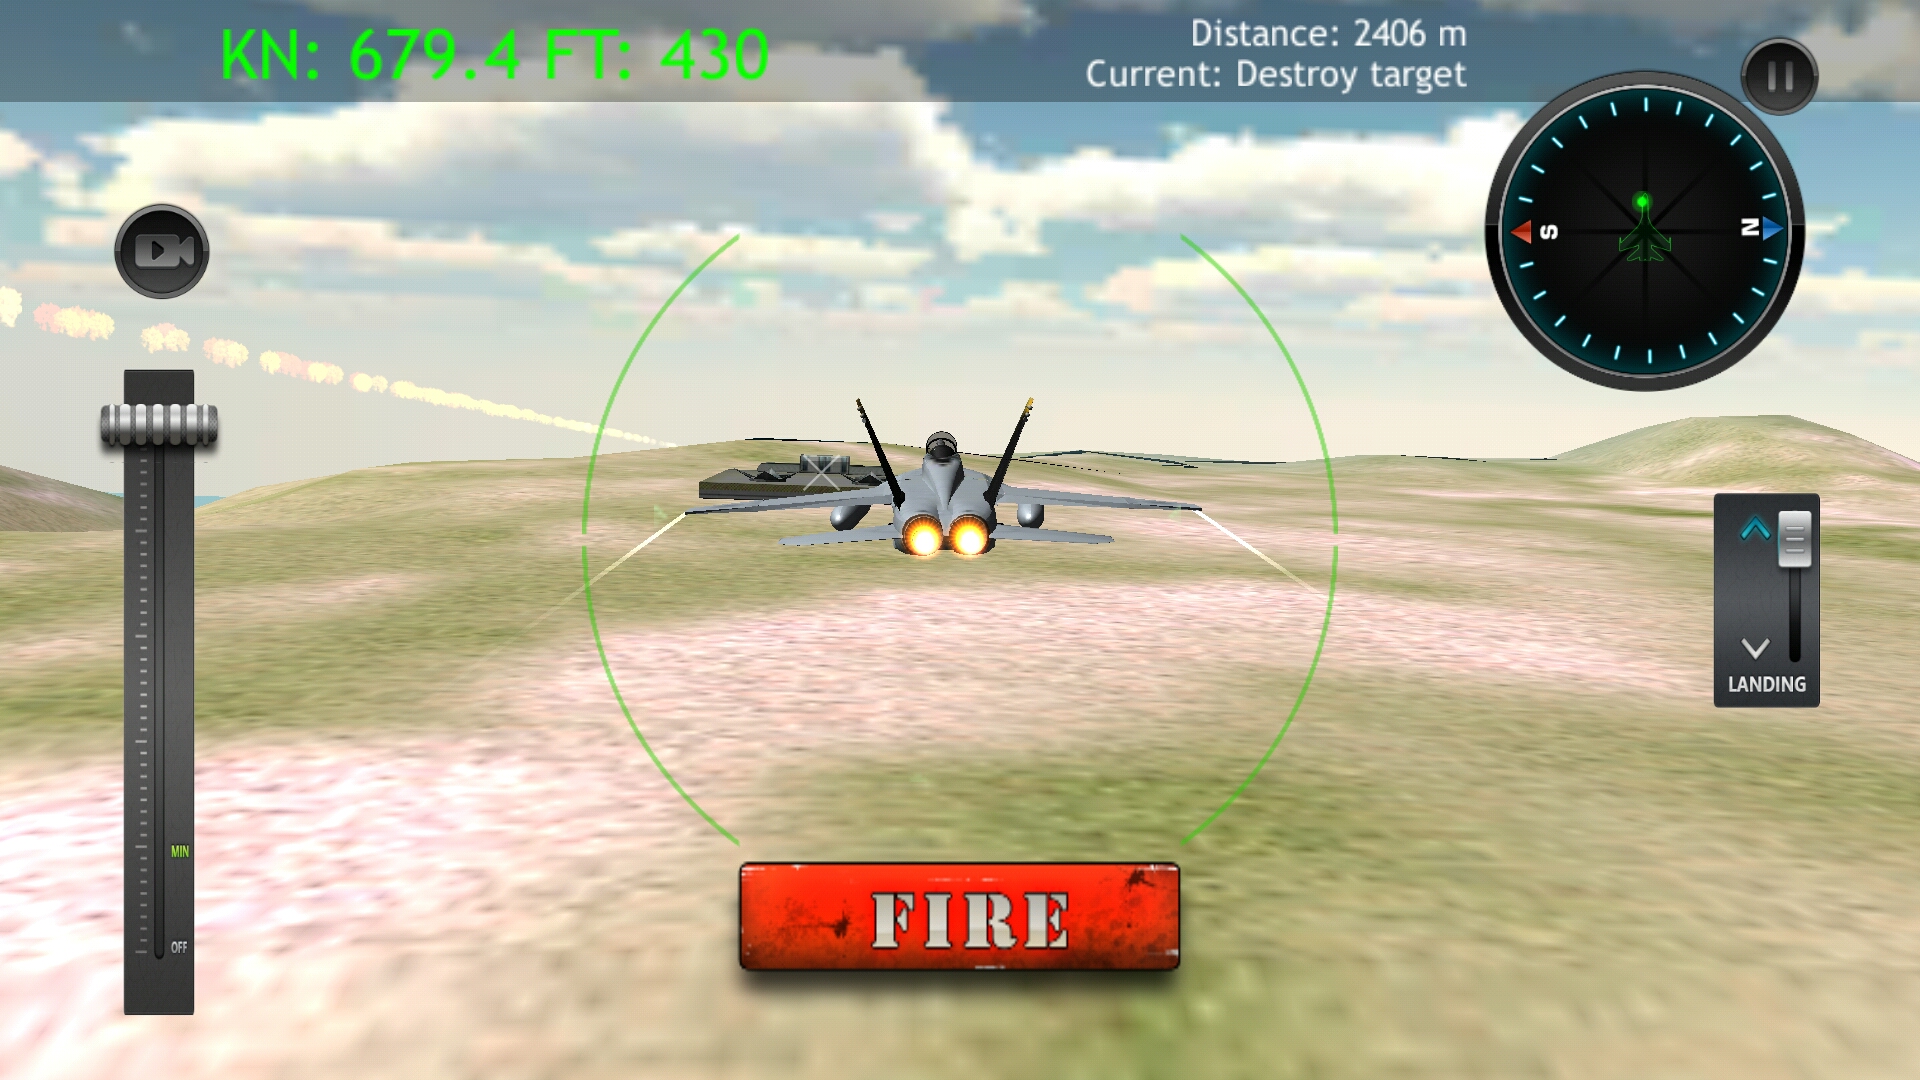 KN: 679.4 FT: 430
Distance: 2406 m
Current: Destroy target
S
N
LANDING
MIN
OFF
FIRE